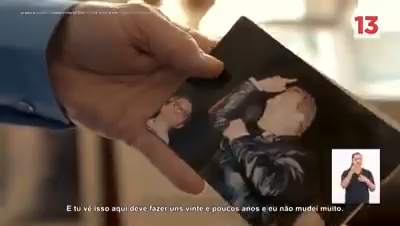 13
E tu vê isso aqui deve fazer uns vinte e poucos anos e eu não mudei muito.